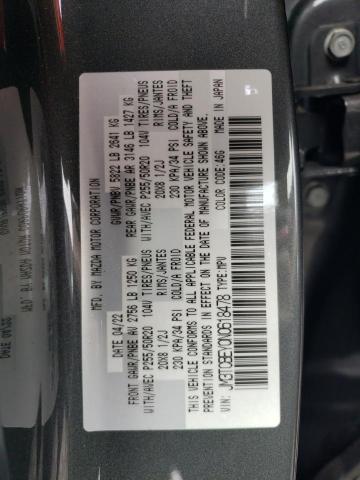 MFD. BY MAZDA MOTOR CORPORATION
DATE 04/22 GVWR/PNBV 5822 LB 2641 KG
FRONT GAWR/PNBE AV 2756 LB 1250 KG REAR GAWR/PNBE AR 3146 LB 1427 KG
WITH/AVEC P255/50R20 104V TIRES/PNEUS WITH/AVEC P255/50R20 104V TIRES/PNEUS
20X8 1/2J RIMS/JANTES 20X8 1/2J RIMS/JANTES
230 KPA/34 PSI COLD/A FROID 230 KPA/34 PSI COLD/A FROID
THIS VEHICLE CONFORMS TO ALL APPLICABLE FEDERAL MOTOR VEHICLE SAFETY AND THEFT
PREVENTION STANDARDS IN EFFECT ON THE DATE OF MANUFACTURE SHOWN ABOVE.
JM3TCBEY0N0618478 TYPE:MPV COLOR CODE:46G MADE IN JAPAN